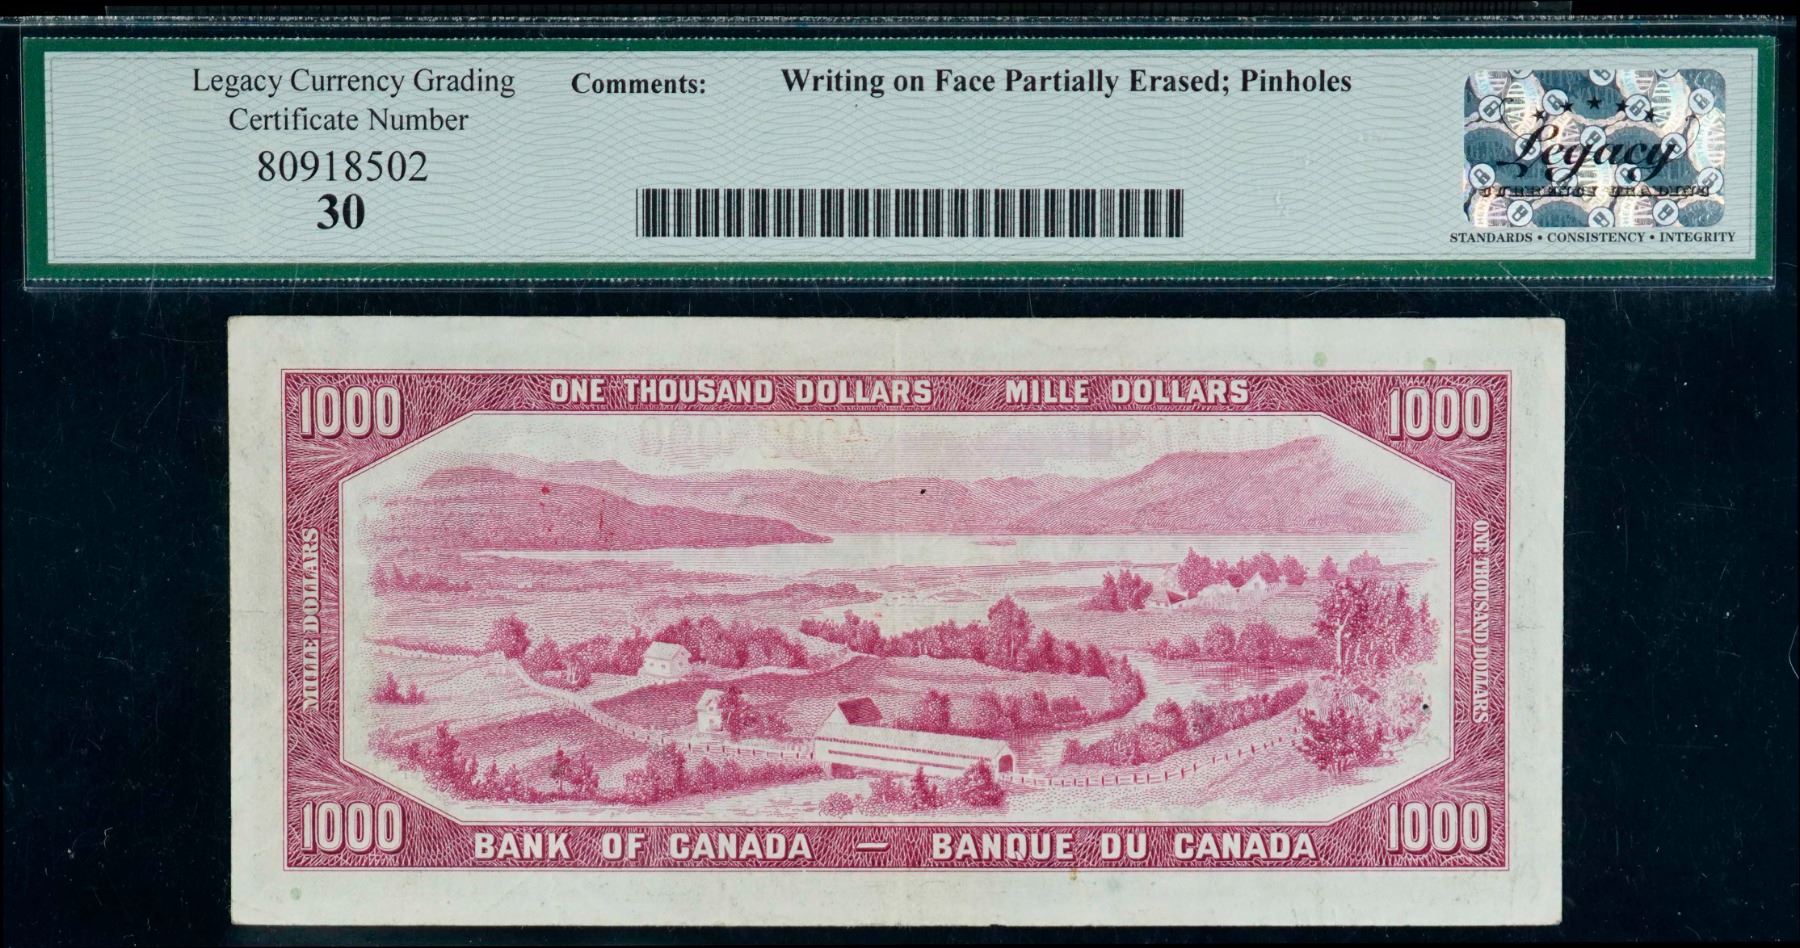 Legacy Currency Grading
Certificate Number
80918502
30
Comments: Writing on Face Partially Erased; Pinholes
Legacy
CURRENCY GRADING
STANDARDS • CONSISTENCY • INTEGRITY
1000 ONE THOUSAND DOLLARS MILLE DOLLARS 1000
MILLE DOLLARS
ONE THOUSAND DOLLARS
1000 BANK OF CANADA — BANQUE DU CANADA 1000